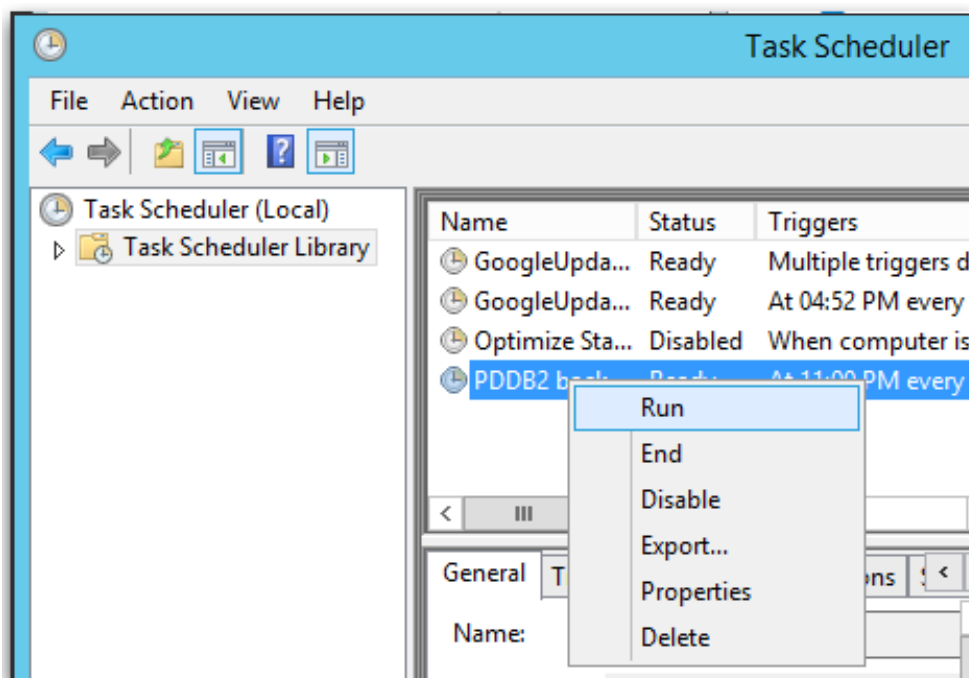 Task Scheduler
File Action View Help
Task Scheduler (Local)
Task Scheduler Library
Name Status Triggers
GoogleUpda... Ready Multiple triggers d
GoogleUpda... Ready At 04:52 PM every
Optimize Sta... Disabled When computer is
PDDB2 back Ready At 11:00 PM every
Run
End
Disable
Export...
Properties
Delete
General T ons S
Name: